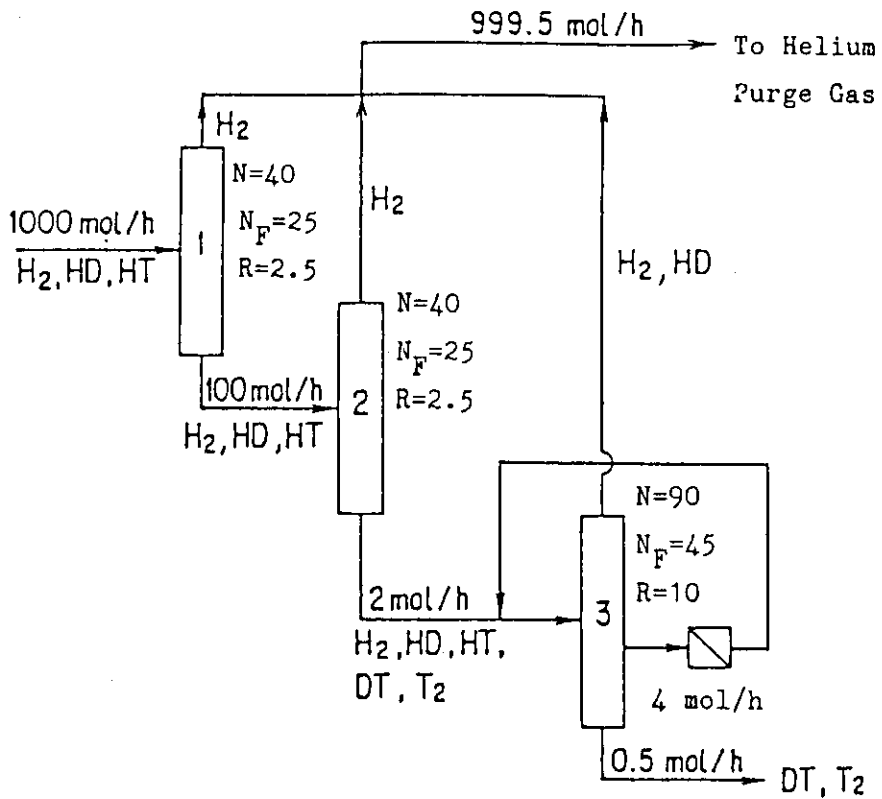 999.5 mol/h
To Helium
Purge Gas
H2
N=40
1000 mol/h
NF=25
1
H2
H2,HD,HT
R=2.5
H2,HD
N=40
NF=25
100 mol/h
2
R=2.5
H2,HD,HT
N=90
NF=45
2 mol/h
3
R=10
H2,HD,HT,
DT,T2
4 mol/h
0.5 mol/h
DT,T2